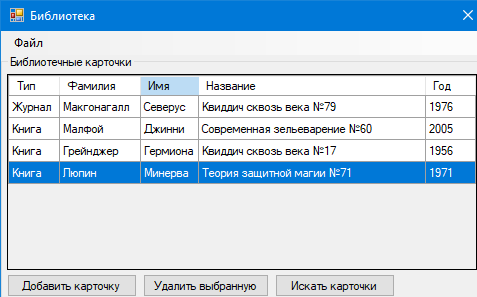 Библиотека
Файл
Библиотечные карточки
Тип Фамилия Имя Название Год
Журнал Макгонагалл Северус Квиддич сквозь века №79 1976
Книга Малфой Джинни Современная зельеварение №60 2005
Книга Грейнджер Гермиона Квиддич сквозь века №17 1956
Книга Люпин Минерва Теория защитной магии №71 1971
Добавить карточку Удалить выбранную Искать карточки